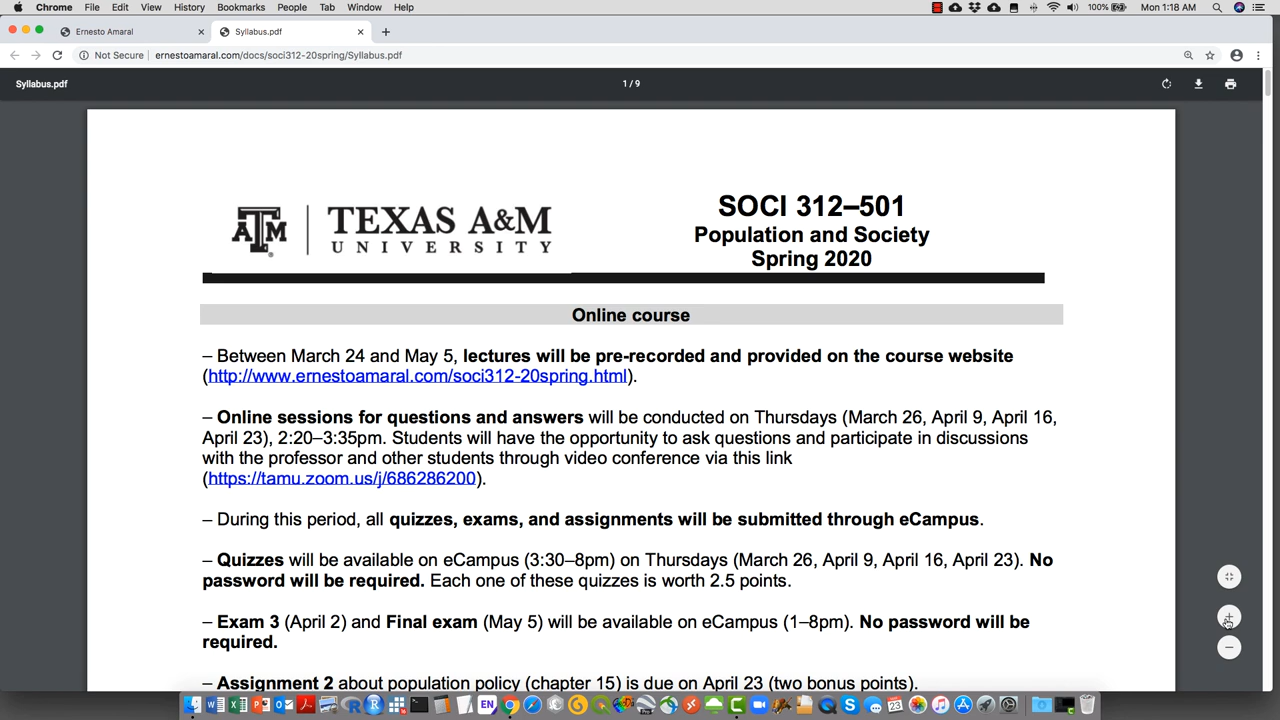 Chrome File Edit View History Bookmarks People Tab Window Help 100% Mon 1:18 AM
Ernesto Amaral Syllabus.pdf
Not Secure ernestoamaral.com/docs/soci312-20spring/Syllabus.pdf
Syllabus.pdf 1 / 9
ATM TEXAS A&M UNIVERSITY
SOCI 312–501
Population and Society
Spring 2020
Online course
– Between March 24 and May 5, lectures will be pre-recorded and provided on the course website
(http://www.ernestoamaral.com/soci312-20spring.html).
– Online sessions for questions and answers will be conducted on Thursdays (March 26, April 9, April 16,
April 23), 2:20–3:35pm. Students will have the opportunity to ask questions and participate in discussions
with the professor and other students through video conference via this link
(https://tamu.zoom.us/j/686286200).
– During this period, all quizzes, exams, and assignments will be submitted through eCampus.
– Quizzes will be available on eCampus (3:30–8pm) on Thursdays (March 26, April 9, April 16, April 23). No
password will be required. Each one of these quizzes is worth 2.5 points.
– Exam 3 (April 2) and Final exam (May 5) will be available on eCampus (1–8pm). No password will be
required.
– Assignment 2 about population policy (chapter 15) is due on April 23 (two bonus points).
EN
23